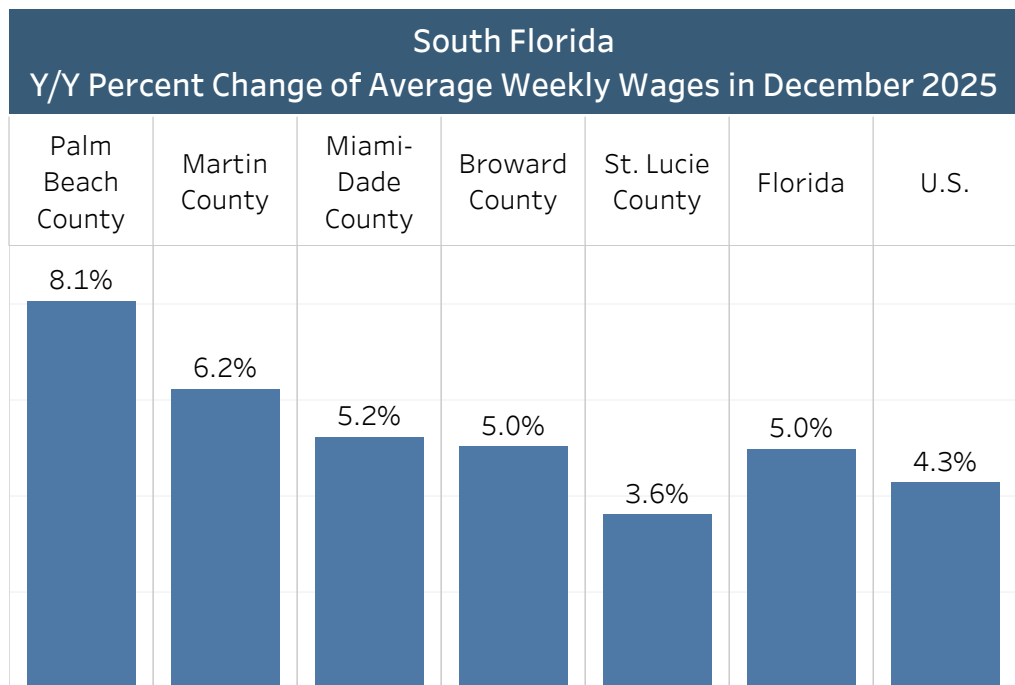 South Florida
Y/Y Percent Change of Average Weekly Wages in December 2025
Palm
Beach
County
Martin
County
Miami-
Dade
County
Broward
County
St. Lucie
County
Florida
U.S.
8.1%
6.2%
5.2%
5.0%
3.6%
5.0%
4.3%